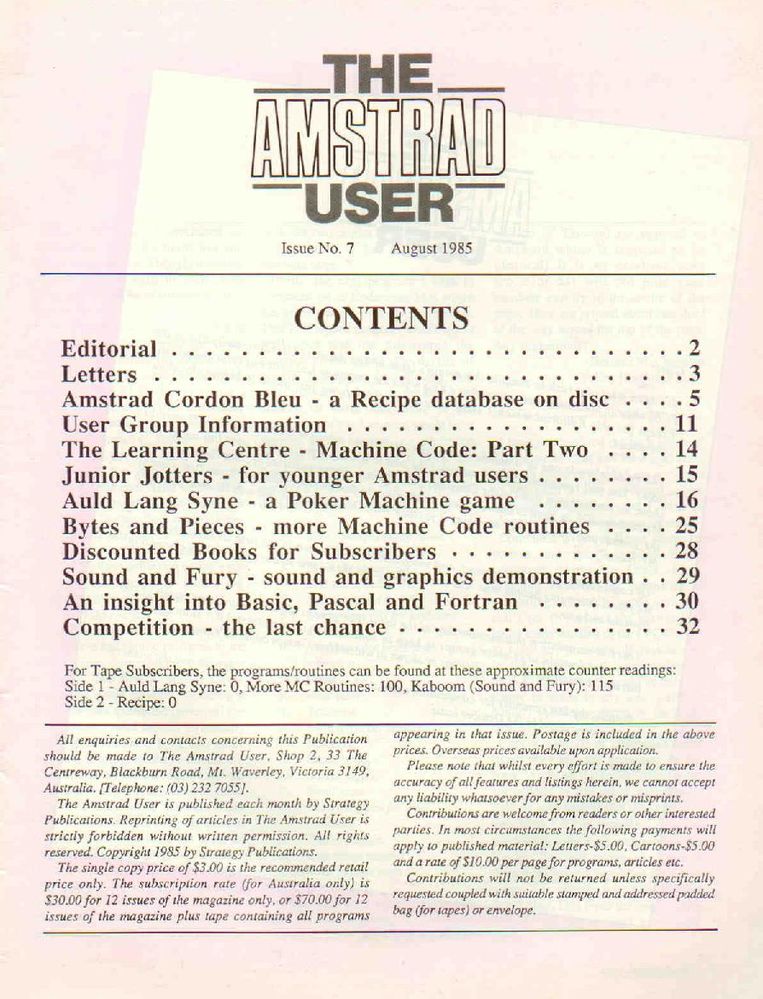 THE
AMSTRAD
USER
Issue No. 7 August 1985
CONTENTS
Editorial . . . . . . . . . . . . . . . . . . . . . . . . . . . . . . . 2
Letters . . . . . . . . . . . . . . . . . . . . . . . . . . . . . . . . 3
Amstrad Cordon Bleu - a Recipe database on disc . . . . 5
User Group Information . . . . . . . . . . . . . . . . . . . 11
The Learning Centre - Machine Code: Part Two . . . . 14
Junior Jotters - for younger Amstrad users . . . . . . . . 15
Auld Lang Syne - a Poker Machine game . . . . . . . . 16
Bytes and Pieces - more Machine Code routines . . . . 25
Discounted Books for Subscribers . . . . . . . . . . . . . 28
Sound and Fury - sound and graphics demonstration . . 29
An insight into Basic, Pascal and Fortran . . . . . . . . 30
Competition - the last chance . . . . . . . . . . . . . . . . 32
For Tape Subscribers, the programs/routines can be found at these approximate counter readings:
Side 1 - Auld Lang Syne: 0, More MC Routines: 100, Kaboom (Sound and Fury): 115
Side 2 - Recipe: 0
All enquiries and contacts concerning this Publication
should be made to The Amstrad User, Shop 2, 33 The
Centreway, Blackburn Road, Mt. Waverley, Victoria 3149,
Australia. [Telephone: (03) 232 7055].
The Amstrad User is published each month by Strategy
Publications. Reprinting of articles in The Amstrad User is
strictly forbidden without written permission. All rights
reserved. Copyright 1985 by Strategy Publications.
The single copy price of $3.00 is the recommended retail
price only. The subscription rate (for Australia only) is
$30.00 for 12 issues of the magazine only, or $70.00 for 12
issues of the magazine plus tape containing all programs
appearing in that issue. Postage is included in the above
prices. Overseas prices available upon application.
Please note that whilst every effort is made to ensure the
accuracy of all features and listings herein, we cannot accept
any liability whatsoever for any mistakes or misprints.
Contributions are welcome from readers or other interested
parties. In most circumstances the following payments will
apply to published material: Letters-$5.00, Cartoons-$5.00
and a rate of $10.00 per page for programs, articles etc.
Contributions will not be returned unless specifically
requested coupled with suitable stamped and addressed padded
bag (for tapes) or envelope.